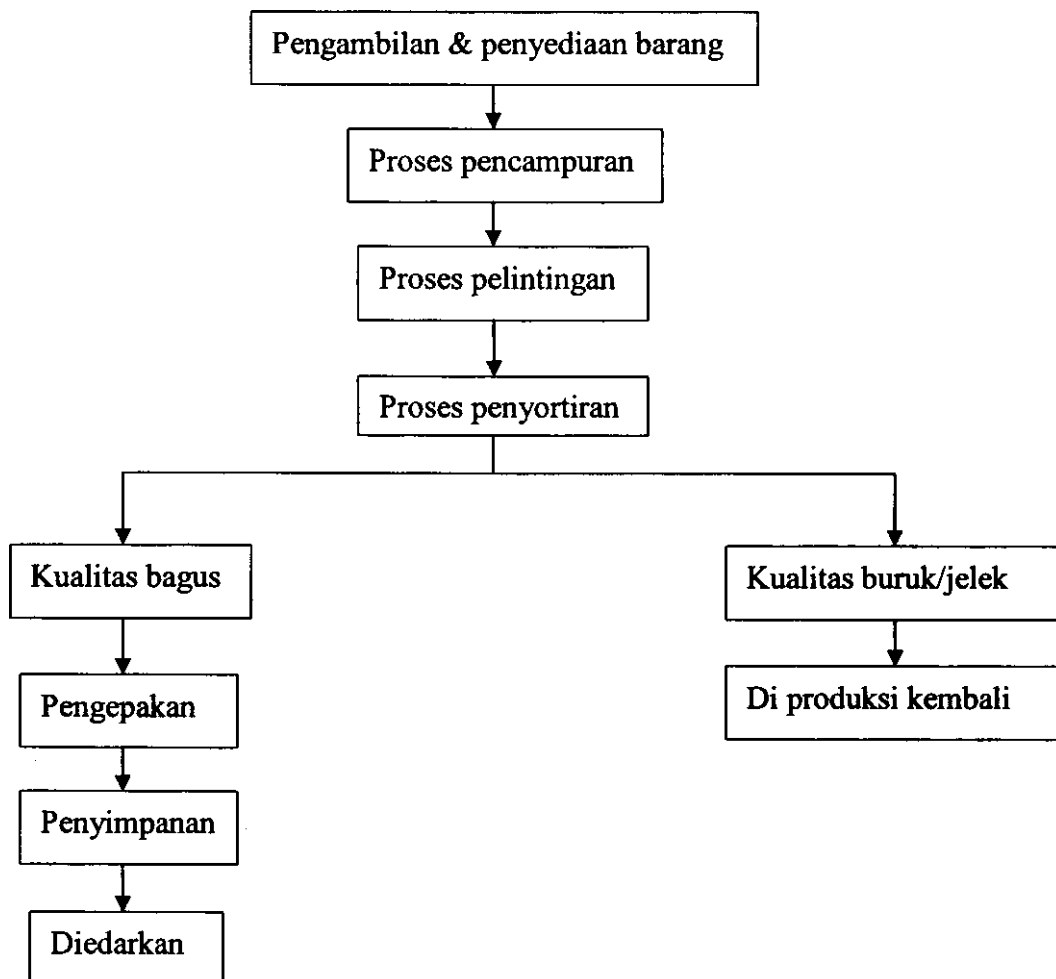 Pengambilan & penyediaan barang
Proses pencampuran
Proses pelintingan
Proses penyortiran
Kualitas bagus
Kualitas buruk/jelek
Pengepakan
Di produksi kembali
Penyimpanan
Diedarkan